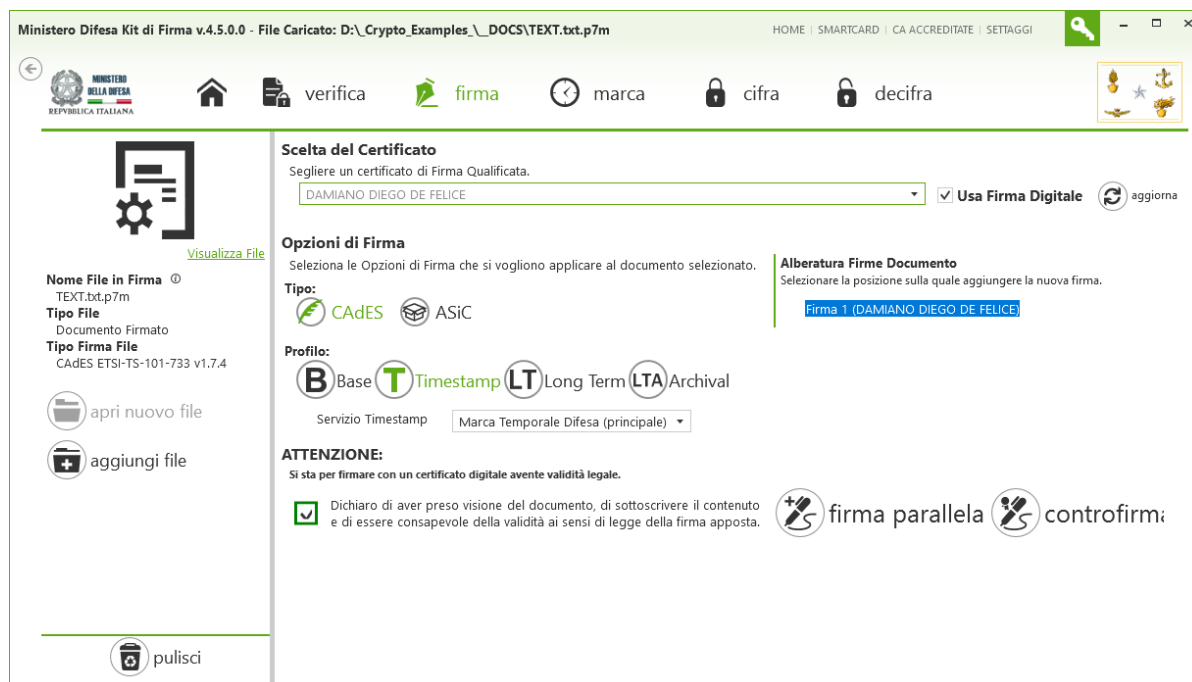 Ministero Difesa Kit di Firma v.4.5.0.0 - File Caricato: D:\_Crypto_Examples_\__DOCS\TEXT.txt.p7m
HOME | SMARTCARD | CA ACCREDITATE | SETTAGGI
MINISTERO
DELLA DIFESA
REPVBBLICA ITALIANA
verifica
firma
marca
cifra
decifra
Visualizza File
Nome File in Firma
TEXT.txt.p7m
Tipo File
Documento Firmato
Tipo Firma File
CAdES ETSI-TS-101-733 v1.7.4
apri nuovo file
aggiungi file
pulisci
Scelta del Certificato
Segliere un certificato di Firma Qualificata.
DAMIANO DIEGO DE FELICE
Usa Firma Digitale
aggiorna
Opzioni di Firma
Seleziona le Opzioni di Firma che si vogliono applicare al documento selezionato.
Tipo:
CAdES
ASiC
Alberatura Firme Documento
Selezionare la posizione sulla quale aggiungere la nuova firma.
Firma 1 (DAMIANO DIEGO DE FELICE)
Profilo:
B Base T Timestamp LT Long Term LTA Archival
Servizio Timestamp
Marca Temporale Difesa (principale)
ATTENZIONE:
Si sta per firmare con un certificato digitale avente validità legale.
Dichiaro di aver preso visione del documento, di sottoscrivere il contenuto
e di essere consapevole della validità ai sensi di legge della firma apposta.
firma parallela
controfirma